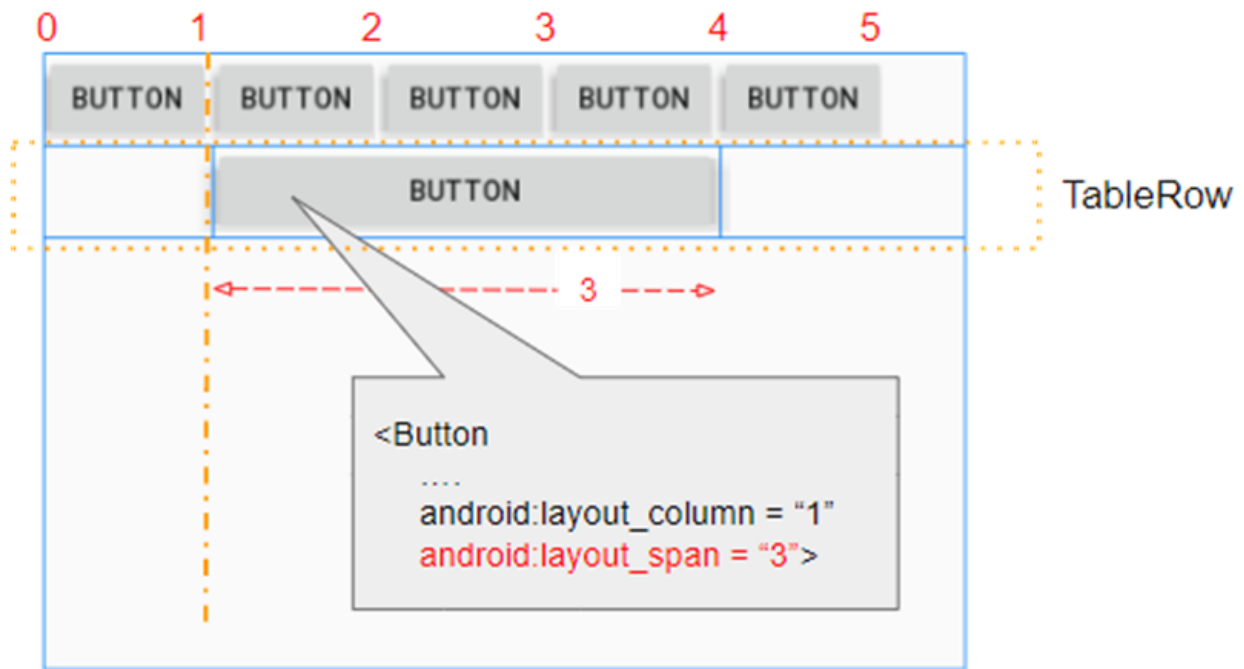 0 1 2 3 4 5
BUTTON BUTTON BUTTON BUTTON BUTTON
BUTTON
TableRow
3
<Button
....
android:layout_column = “1”
android:layout_span = “3”>